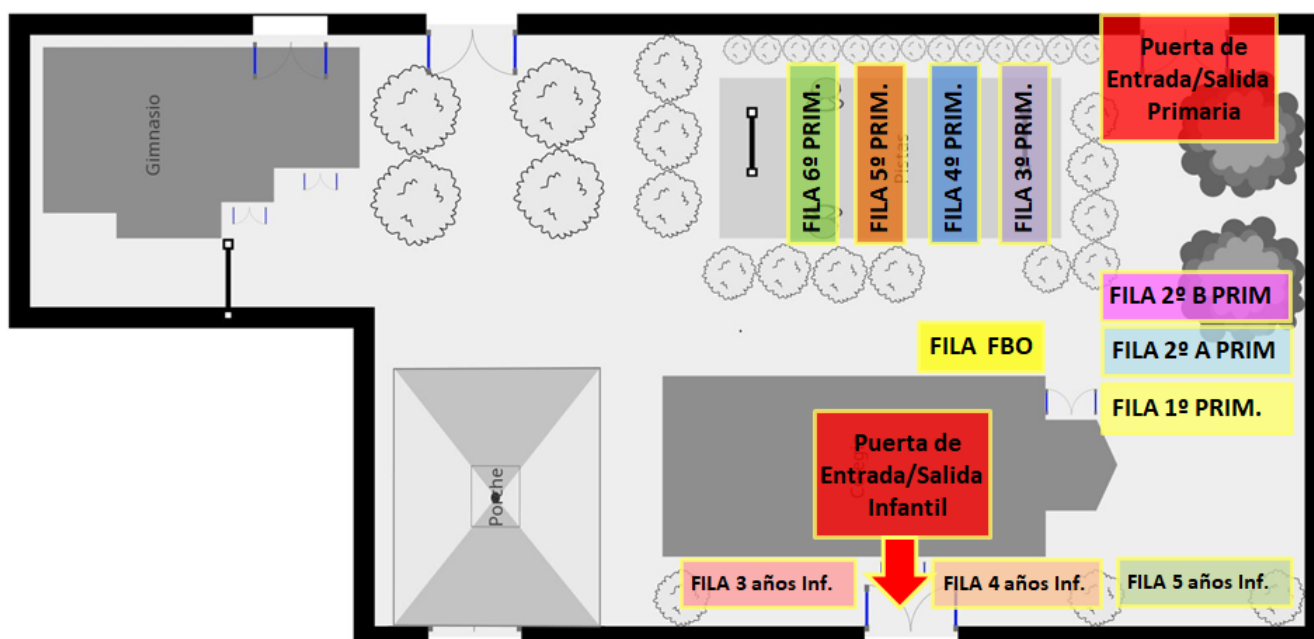 Puerta de
Entrada/Salida
Primaria
Gimnasio
FILA 6º PRIM.
FILA 5º PRIM.
Pistas
FILA 4º PRIM.
FILA 3º PRIM.
FILA 2º B PRIM
FILA FBO
FILA 2º A PRIM
FILA 1º PRIM.
Puerta de
Entrada/Salida
Infantil
Porche
FILA 3 años Inf.
FILA 4 años Inf.
FILA 5 años Inf.